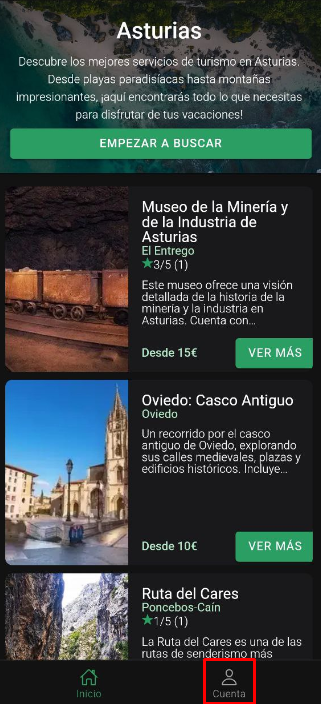 Asturias
Descubre los mejores servicios de turismo en Asturias.
Desde playas paradisíacas hasta montañas
impresionantes, ¡aquí encontrarás todo lo que necesitas
para disfrutar de tus vacaciones!
EMPEZAR A BUSCAR
Museo de la Minería y
de la Industria de
Asturias
El Entrego
★3/5 (1)
Este museo ofrece una visión
detallada de la historia de la
minería y la industria en
Asturias. Cuenta con...
Desde 15€
VER MÁS
Oviedo: Casco Antiguo
Oviedo
Un recorrido por el casco
antiguo de Oviedo, explorando
sus calles medievales, plazas y
edificios históricos. Incluye...
Desde 10€
VER MÁS
Ruta del Cares
Poncebos-Caín
★1/5 (1)
La Ruta del Cares es una de las
rutas de senderismo más
Inicio
Cuenta